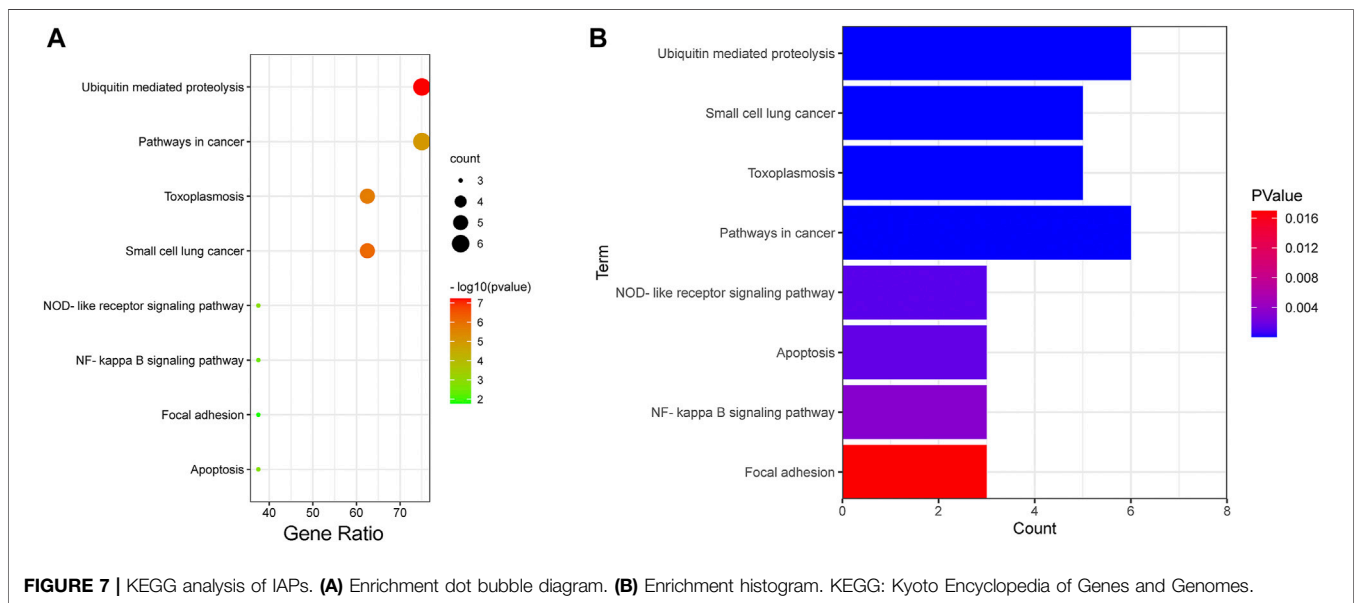 A
Ubiquitin mediated proteolysis
Pathways in cancer
Toxoplasmosis
Small cell lung cancer
NOD- like receptor signaling pathway
NF- kappa B signaling pathway
Focal adhesion
Apoptosis
40 50 60 70
Gene Ratio
count
3
4
5
6
- log10(pvalue)
7
6
5
4
3
2
B
Term
Ubiquitin mediated proteolysis
Small cell lung cancer
Toxoplasmosis
Pathways in cancer
NOD- like receptor signaling pathway
Apoptosis
NF- kappa B signaling pathway
Focal adhesion
0 2 4 6 8
Count
PValue
0.016
0.012
0.008
0.004
FIGURE 7 | KEGG analysis of IAPs. (A) Enrichment dot bubble diagram. (B) Enrichment histogram. KEGG: Kyoto Encyclopedia of Genes and Genomes.